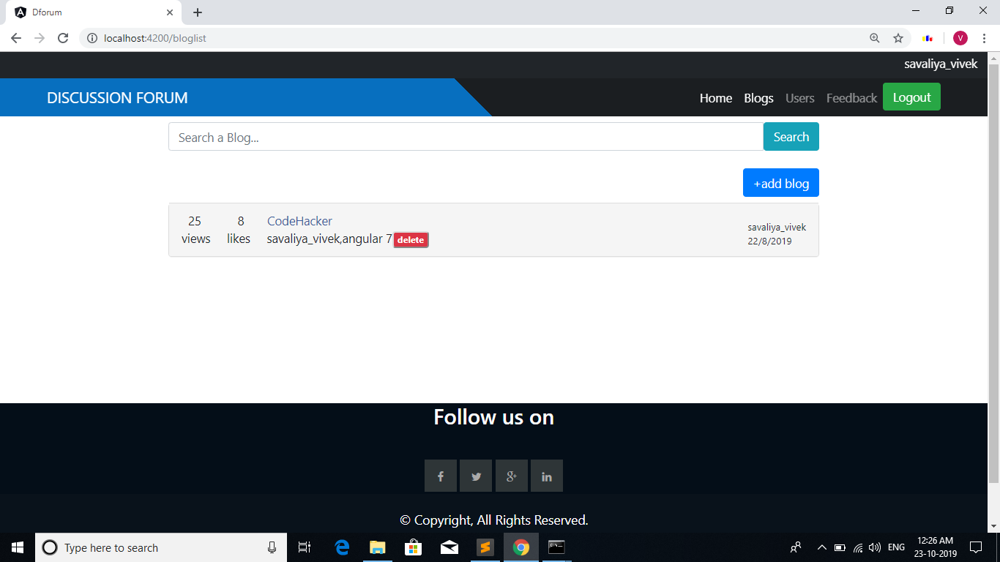 Dforum
localhost:4200/bloglist
V
savaliya_vivek
DISCUSSION FORUM
Home Blogs Users Feedback Logout
Search a Blog... Search
+add blog
25 8 CodeHacker
views likes savaliya_vivek,angular 7 delete
savaliya_vivek
22/8/2019
Follow us on
© Copyright, All Rights Reserved.
Type here to search
ENG
12:26 AM
23-10-2019